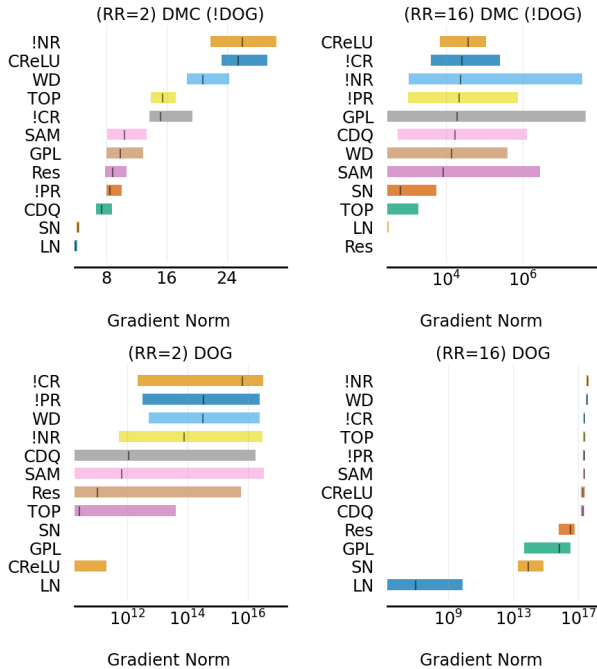 (RR=2) DMC (!DOG)
!NR
CReLU
WD
TOP
!CR
SAM
GPL
Res
!PR
CDQ
SN
LN
8 16 24
Gradient Norm
(RR=16) DMC (!DOG)
CReLU
!CR
!NR
!PR
GPL
CDQ
WD
SAM
SN
TOP
LN
Res
10^4 10^6
Gradient Norm
(RR=2) DOG
!CR
!PR
WD
!NR
CDQ
SAM
Res
TOP
SN
GPL
CReLU
LN
10^12 10^14 10^16
Gradient Norm
(RR=16) DOG
!NR
WD
!CR
TOP
!PR
SAM
CReLU
CDQ
Res
GPL
SN
LN
10^9 10^13 10^17
Gradient Norm